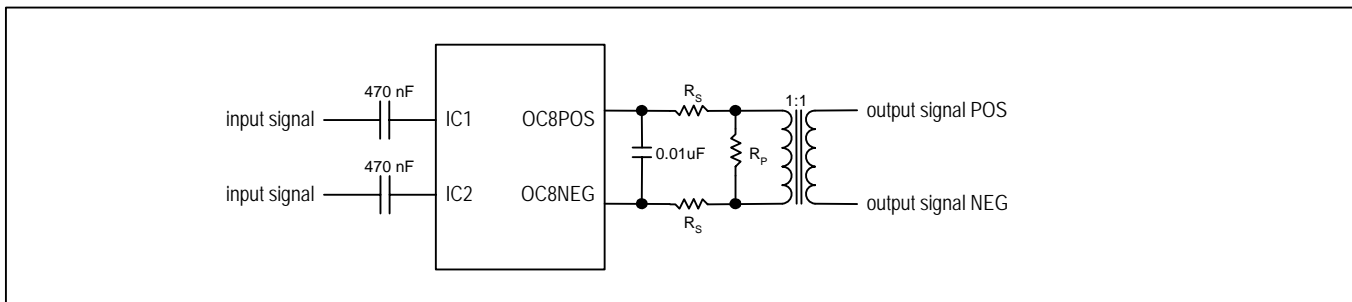 470 nF
input signal
IC1
OC8POS
R_S
1:1
output signal POS
0.01uF
R_P
470 nF
input signal
IC2
OC8NEG
R_S
output signal NEG